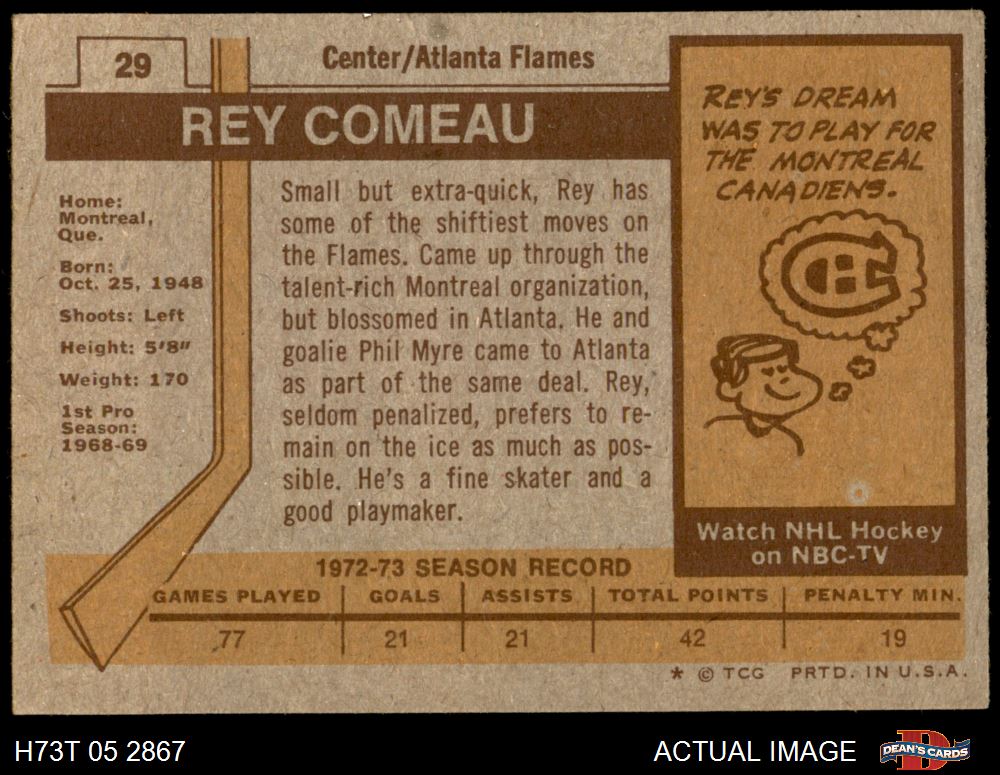 29
Center/Atlanta Flames
REY COMEAU
Home:
Montreal,
Que.
Born:
Oct. 25, 1948
Shoots: Left
Height: 5'8"
Weight: 170
1st Pro
Season:
1968-69
Small but extra-quick, Rey has
some of the shiftiest moves on
the Flames. Came up through the
talent-rich Montreal organization,
but blossomed in Atlanta. He and
goalie Phil Myre came to Atlanta
as part of the same deal. Rey,
seldom penalized, prefers to re-
main on the ice as much as pos-
sible. He's a fine skater and a
good playmaker.
REY'S DREAM
WAS TO PLAY FOR
THE MONTREAL
CANADIENS.
CH
Watch NHL Hockey
on NBC-TV
1972-73 SEASON RECORD
GAMES PLAYED GOALS ASSISTS TOTAL POINTS PENALTY MIN.
77 21 21 42 19
* © TCG PRTD. IN U.S.A.
H73T 05 2867
ACTUAL IMAGE
D DEAN'S CARDS